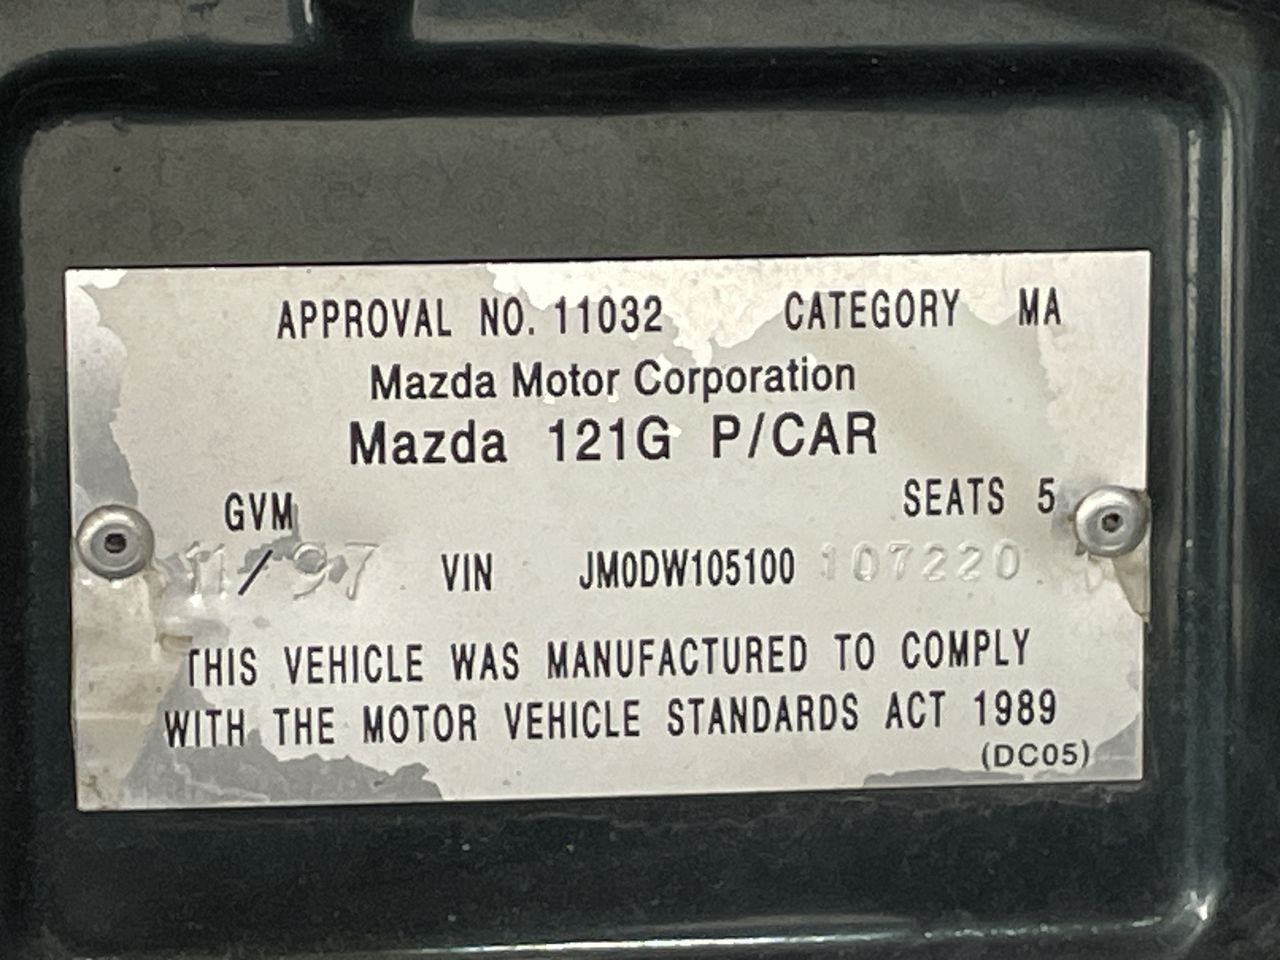 APPROVAL NO. 11032 CATEGORY MA
Mazda Motor Corporation
Mazda 121G P/CAR
GVM SEATS 5
11/97 VIN JM0DW105100 107220
THIS VEHICLE WAS MANUFACTURED TO COMPLY
WITH THE MOTOR VEHICLE STANDARDS ACT 1989
(DC05)